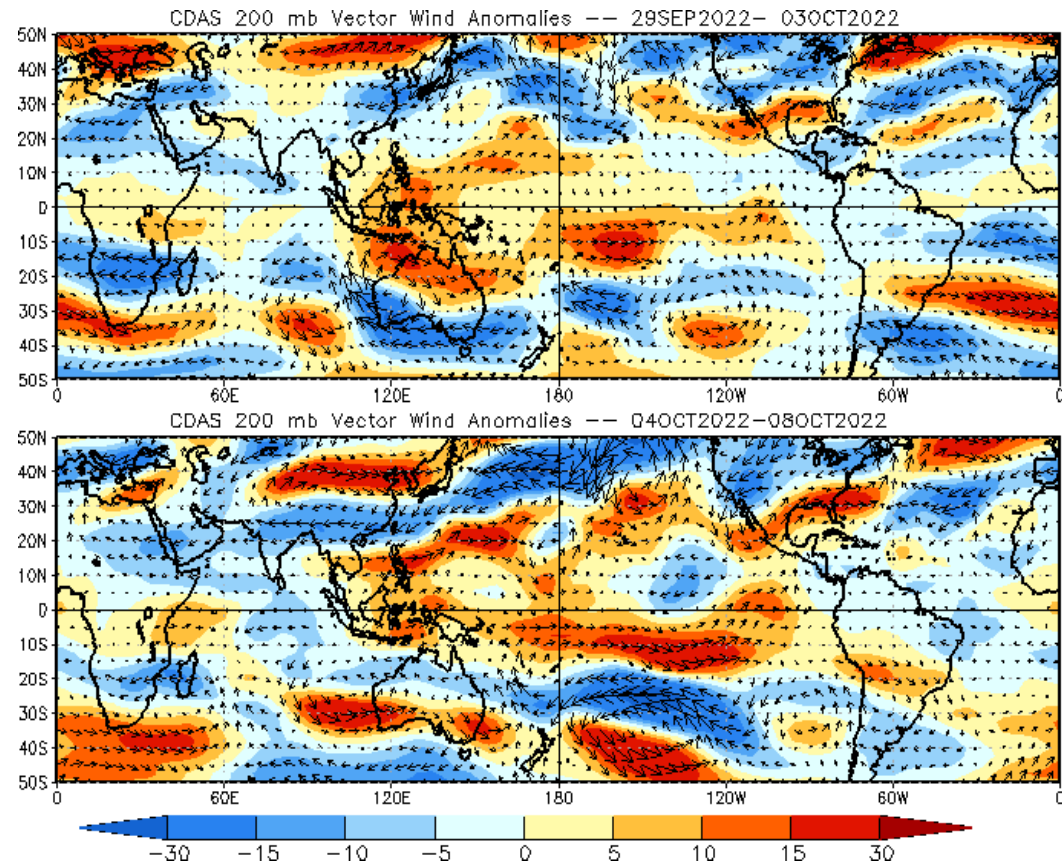 CDAS 200 mb Vector Wind Anomalies -- 29SEP2022- 03OCT2022
50N
40N
30N
20N
10N
0
10S
20S
30S
40S
50S
0 60E 120E 180 120W 60W 0
CDAS 200 mb Vector Wind Anomalies -- 04OCT2022-08OCT2022
50N
40N
30N
20N
10N
0
10S
20S
30S
40S
50S
0 60E 120E 180 120W 60W 0
-30 -15 -10 -5 0 5 10 15 30